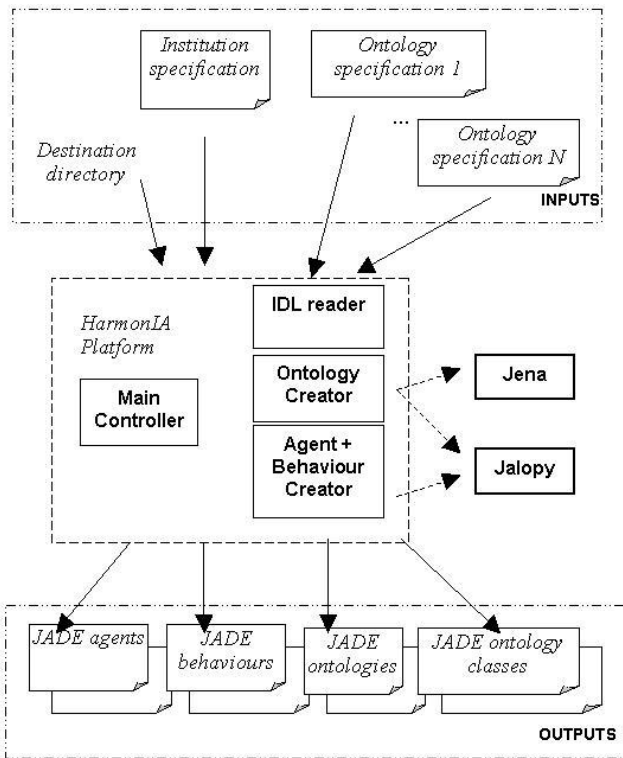 Institution
specification
Ontology
specification 1
...
Ontology
specification N
Destination
directory
INPUTS
HarmonIA
Platform
IDL reader
Main
Controller
Ontology
Creator
Agent +
Behaviour
Creator
Jena
Jalopy
JADE agents
JADE
behaviours
JADE
ontologies
JADE ontology
classes
OUTPUTS